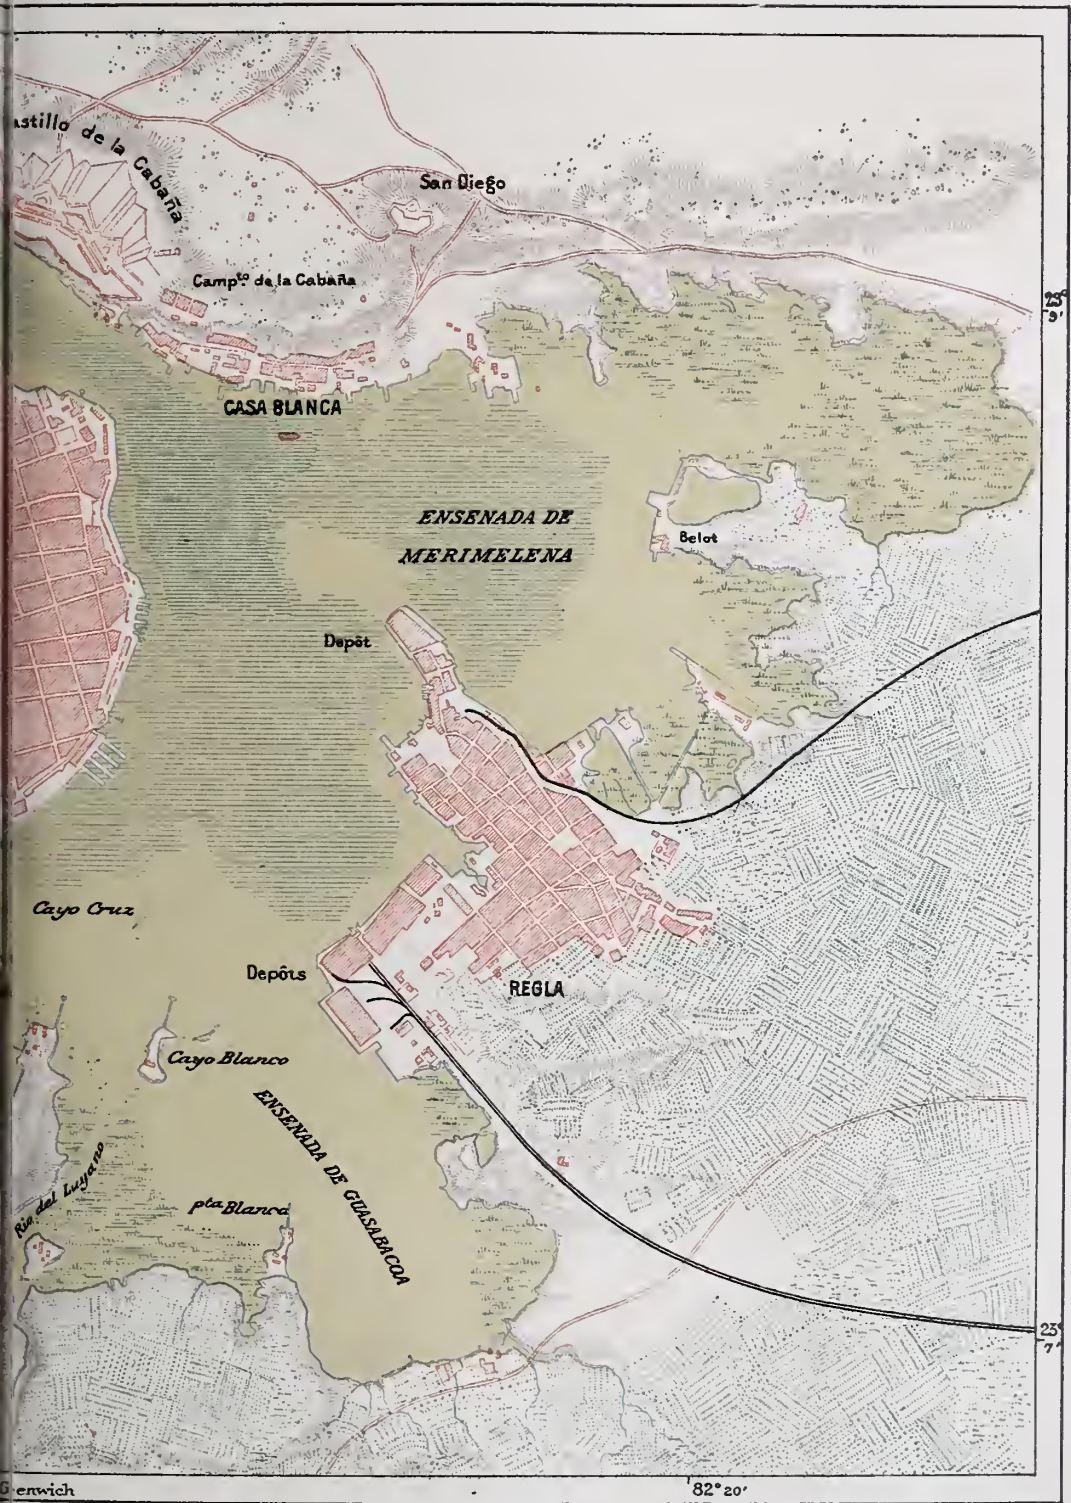 astillo de la Cabaña
San Diego
Campto. de la Cabaña
23°
9'
CASA BLANCA
ENSENADA DE
MERIMELENA
Belot
Depôt
Cayo Cruz
Depôts
REGLA
Cayo Blanco
ENSENADA DE GUASABACOA
Rio del Luyano
pta Blanca
23°
7'
G enwich
82°20'